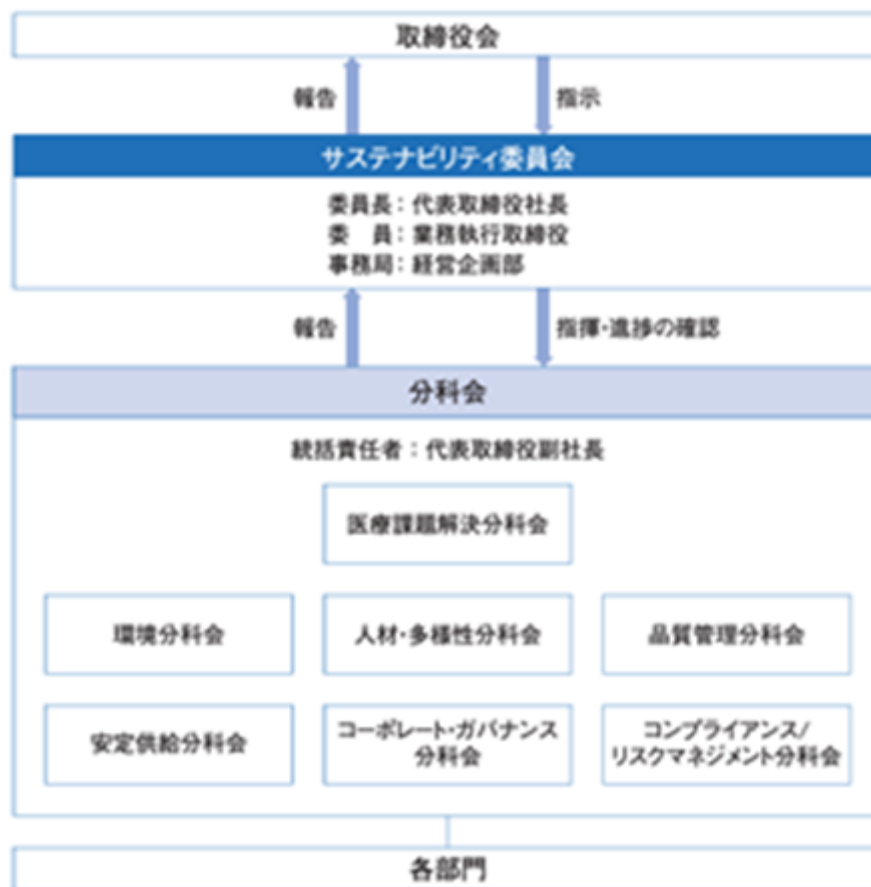 取締役会
報告
指示
サステナビリティ委員会
委員長：代表取締役社長
委　員：業務執行取締役
事務局：経営企画部
報告
指揮・進捗の確認
分科会
統括責任者：代表取締役副社長
医療課題解決分科会
環境分科会
人材・多様性分科会
品質管理分科会
安定供給分科会
コーポレート・ガバナンス
分科会
コンプライアンス/
リスクマネジメント分科会
各部門